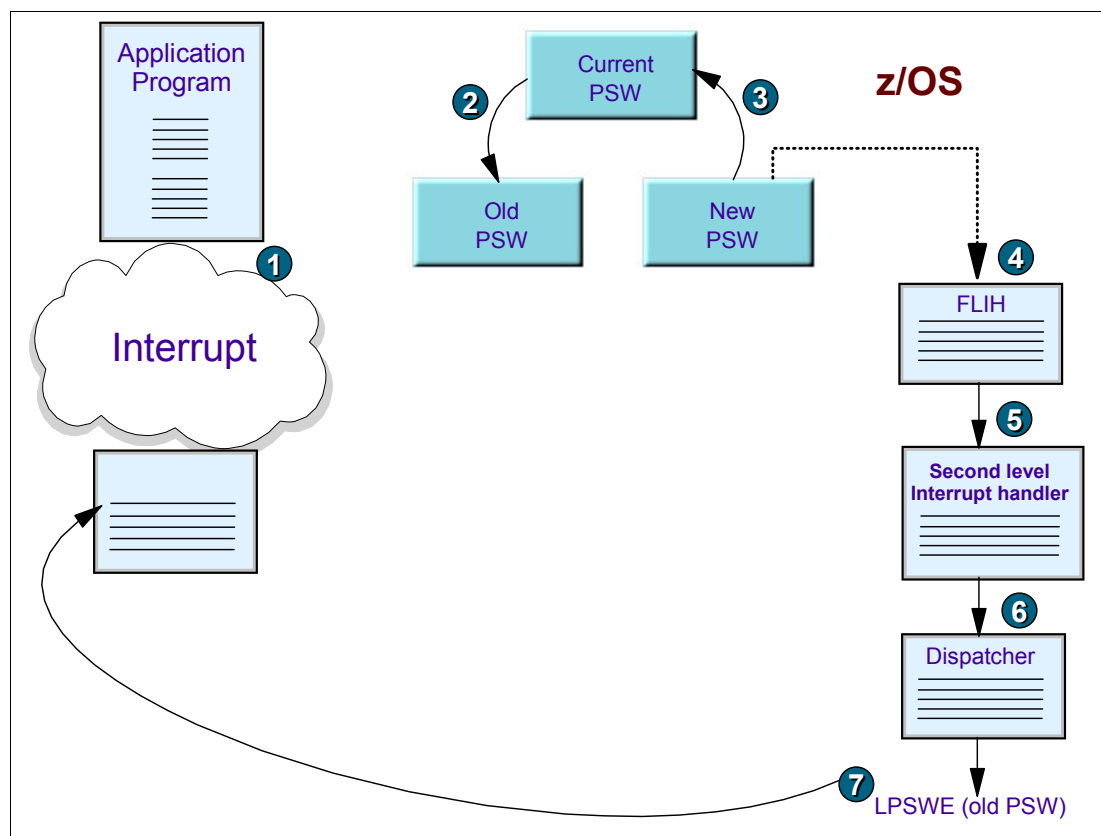 Application
Program
Current
PSW
z/OS
2
3
Old
PSW
New
PSW
1
Interrupt
4
FLIH
5
Second level
Interrupt handler
6
Dispatcher
7
LPSWE (old PSW)